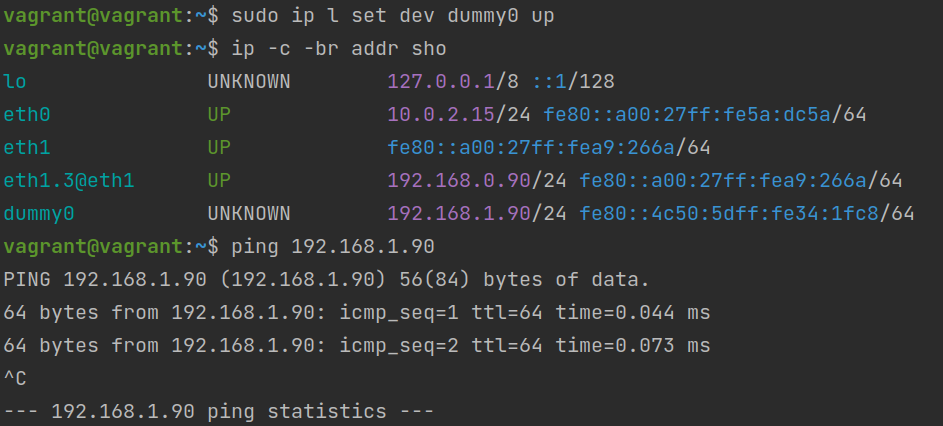 vagrant@vagrant:~$ sudo ip l set dev dummy0 up
vagrant@vagrant:~$ ip -c -br addr sho
lo               UNKNOWN        127.0.0.1/8 ::1/128
eth0             UP             10.0.2.15/24 fe80::a00:27ff:fe5a:dc5a/64
eth1             UP             fe80::a00:27ff:fea9:266a/64
eth1.3@eth1      UP             192.168.0.90/24 fe80::a00:27ff:fea9:266a/64
dummy0           UNKNOWN        192.168.1.90/24 fe80::4c50:5dff:fe34:1fc8/64
vagrant@vagrant:~$ ping 192.168.1.90
PING 192.168.1.90 (192.168.1.90) 56(84) bytes of data.
64 bytes from 192.168.1.90: icmp_seq=1 ttl=64 time=0.044 ms
64 bytes from 192.168.1.90: icmp_seq=2 ttl=64 time=0.073 ms
^C
--- 192.168.1.90 ping statistics ---